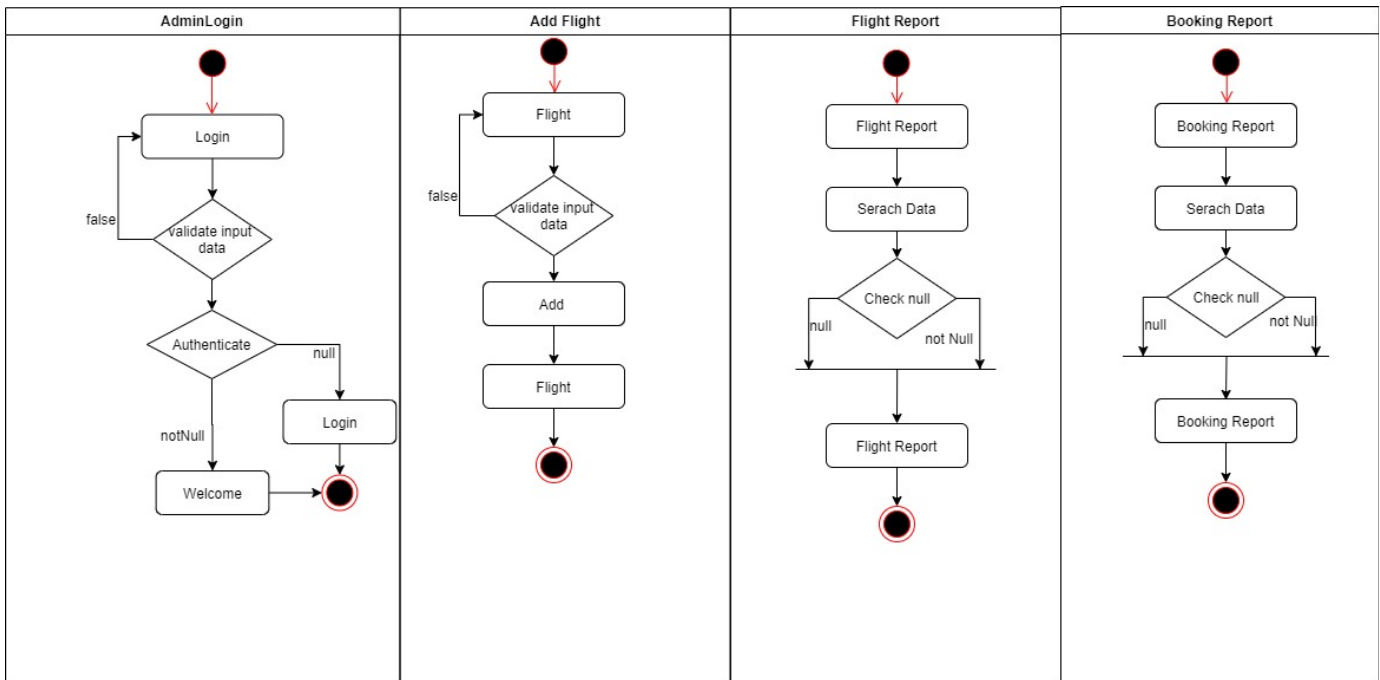 AdminLogin
Login
false
validate input
data
Authenticate
null
Login
notNull
Welcome
Add Flight
Flight
false
validate input
data
Add
Flight
Flight Report
Flight Report
Serach Data
Check null
null
not Null
Flight Report
Booking Report
Booking Report
Serach Data
Check null
null
not Null
Booking Report